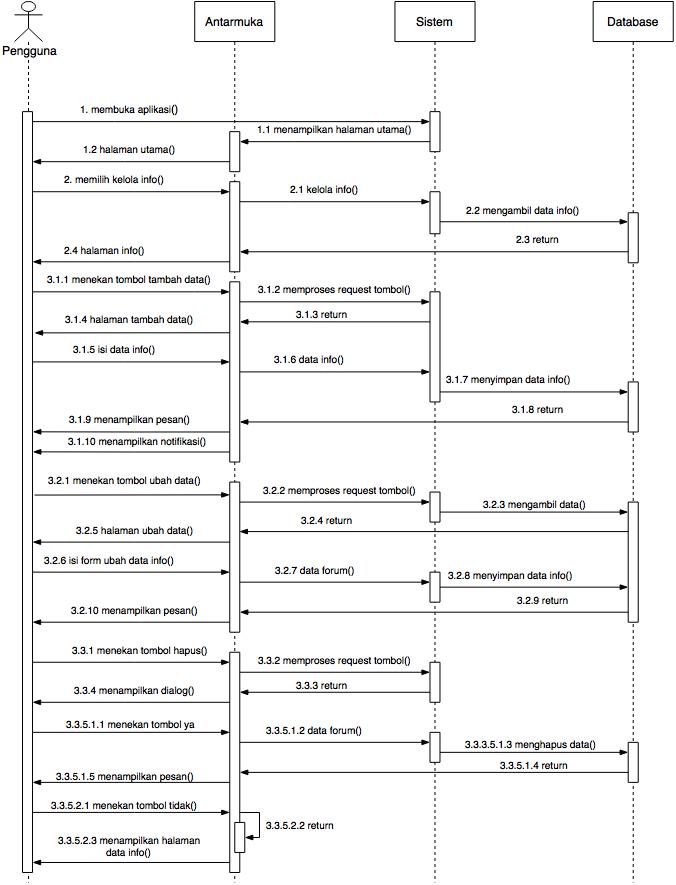 Pengguna
Antarmuka
Sistem
Database
1. membuka aplikasi()
1.1 menampilkan halaman utama()
1.2 halaman utama()
2. memilih kelola info()
2.1 kelola info()
2.2 mengambil data info()
2.3 return
2.4 halaman info()
3.1.1 menekan tombol tambah data()
3.1.2 memproses request tombol()
3.1.3 return
3.1.4 halaman tambah data()
3.1.5 isi data info()
3.1.6 data info()
3.1.7 menyimpan data info()
3.1.8 return
3.1.9 menampilkan pesan()
3.1.10 menampilkan notifikasi()
3.2.1 menekan tombol ubah data()
3.2.2 memproses request tombol()
3.2.3 mengambil data()
3.2.4 return
3.2.5 halaman ubah data()
3.2.6 isi form ubah data info()
3.2.7 data forum()
3.2.8 menyimpan data info()
3.2.9 return
3.2.10 menampilkan pesan()
3.3.1 menekan tombol hapus()
3.3.2 memproses request tombol()
3.3.3 return
3.3.4 menampilkan dialog()
3.3.5.1.1 menekan tombol ya
3.3.5.1.2 data forum()
3.3.3.5.1.3 menghapus data()
3.3.5.1.4 return
3.3.5.1.5 menampilkan pesan()
3.3.5.2.1 menekan tombol tidak()
3.3.5.2.2 return
3.3.5.2.3 menampilkan halaman
data info()